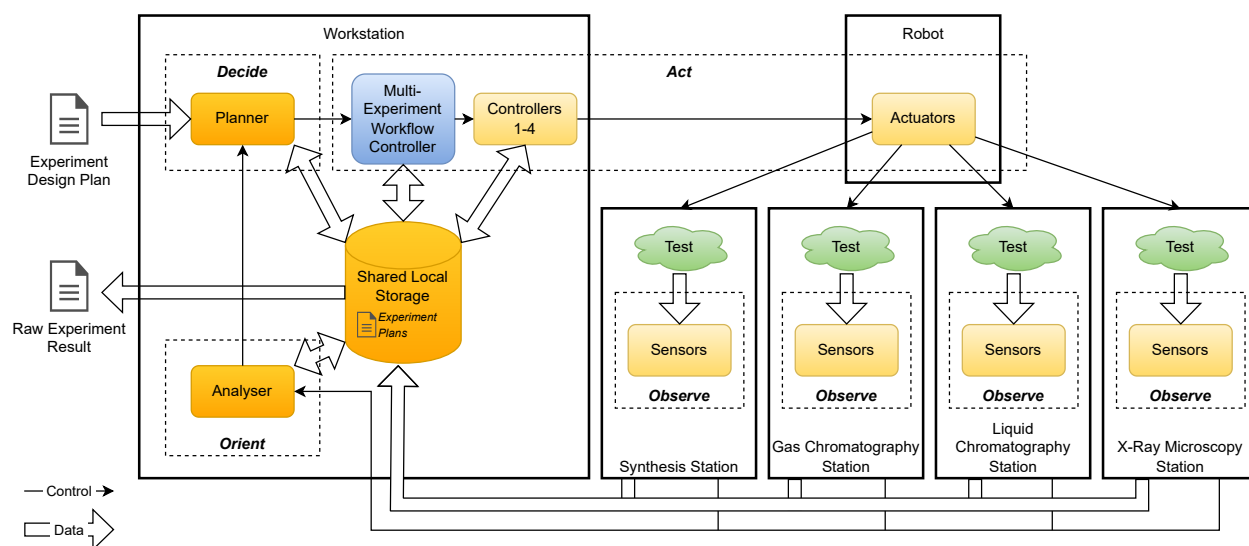 Workstation
Robot
Decide
Act
Planner
Multi-
Experiment
Workflow
Controller
Controllers
1-4
Actuators
Experiment
Design Plan
Test
Test
Test
Test
Shared Local
Storage
Experiment
Plans
Raw Experiment
Result
Sensors
Sensors
Sensors
Sensors
Observe
Observe
Observe
Observe
Analyser
Orient
Synthesis Station
Gas Chromatography
Station
Liquid
Chromatography
Station
X-Ray Microscopy
Station
Control
Data